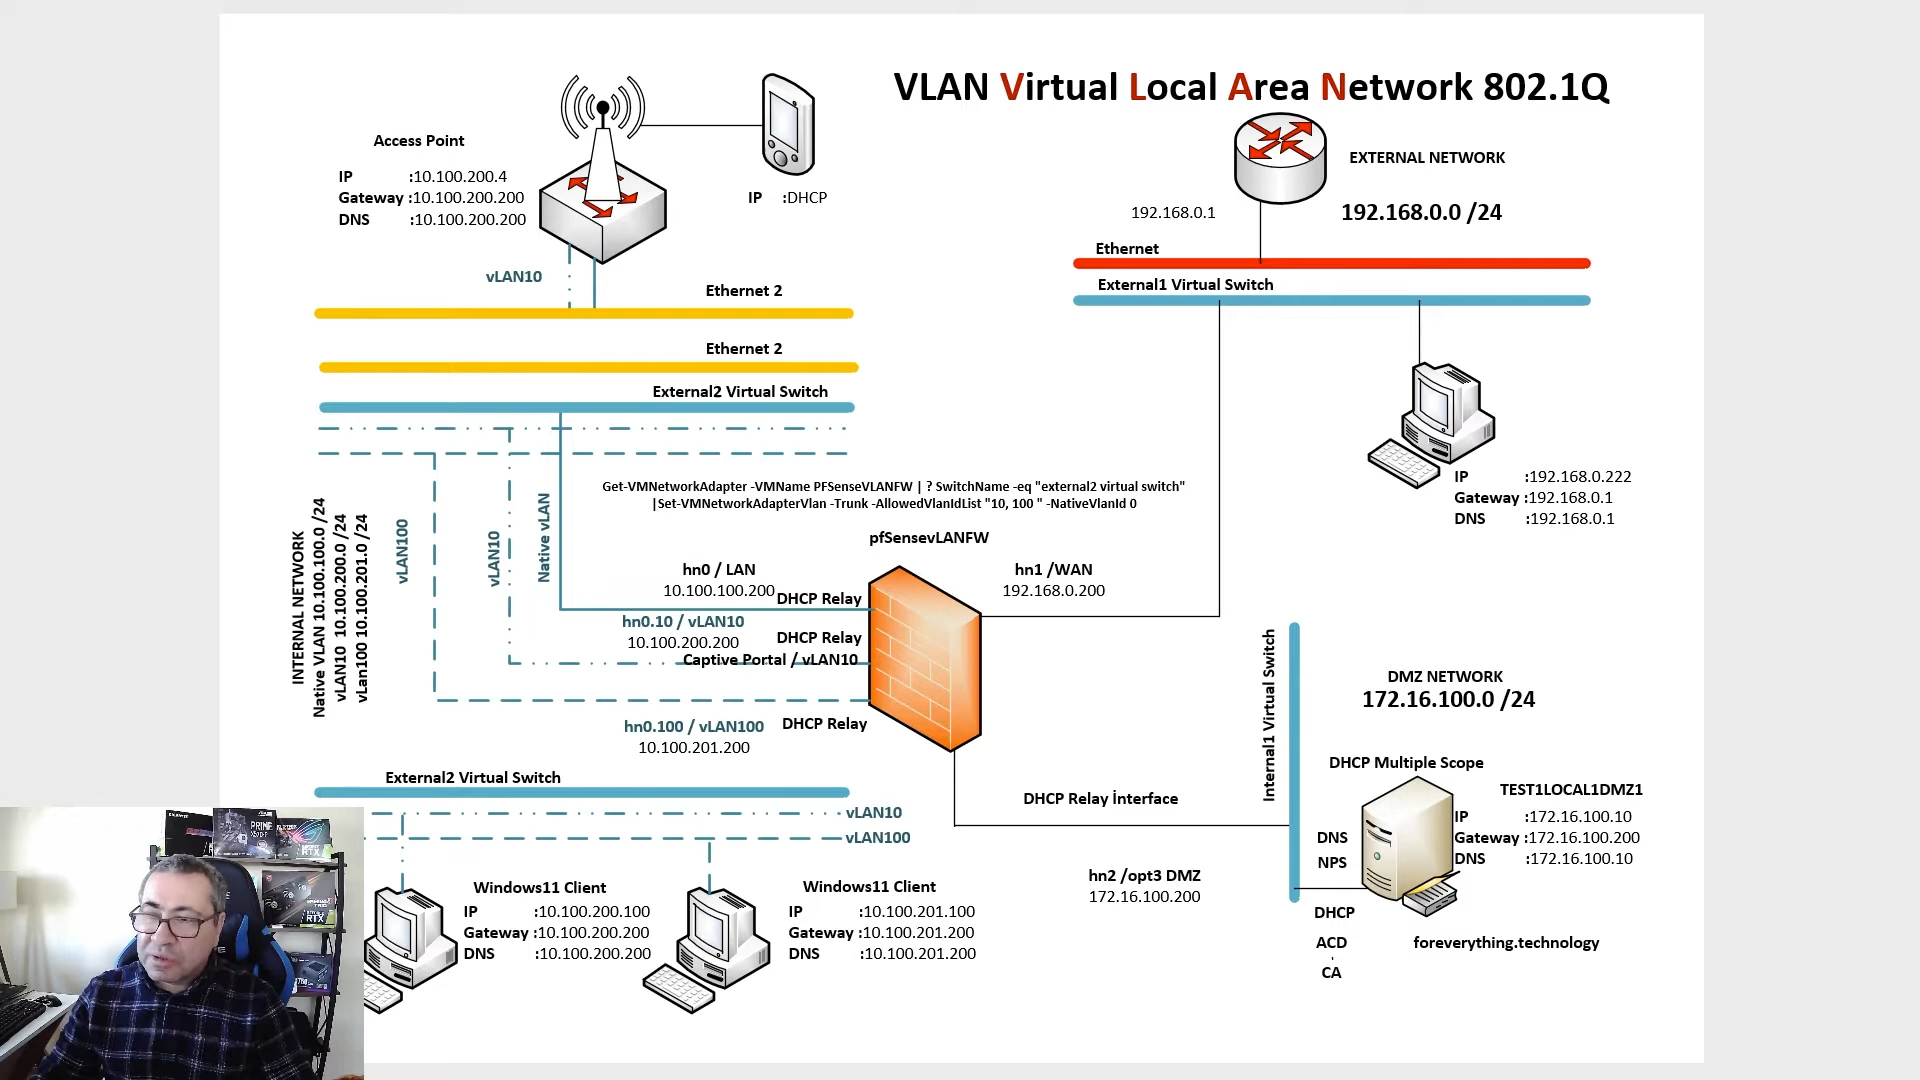 VLAN Virtual Local Area Network 802.1Q
Access Point
IP :10.100.200.4
Gateway :10.100.200.200
DNS :10.100.200.200
IP :DHCP
EXTERNAL NETWORK
192.168.0.1
192.168.0.0 /24
Ethernet
External1 Virtual Switch
vLAN10
Ethernet 2
Ethernet 2
External2 Virtual Switch
IP :192.168.0.222
Gateway :192.168.0.1
DNS :192.168.0.1
Get-VMNetworkAdapter -VMName PFSenseVLANFW | ? SwitchName -eq "external2 virtual switch"
|Set-VMNetworkAdapterVlan -Trunk -AllowedVlanIdList "10, 100 " -NativeVlanId 0
INTERNAL NETWORK
Native VLAN 10.100.100.0 /24
vLAN10 10.100.200.0 /24
vLan100 10.100.201.0 /24
vLAN100
vLAN10
Native vLAN
pfSensevLANFW
hn0 / LAN
10.100.100.200
DHCP Relay
hn0.10 / vLAN10
10.100.200.200
DHCP Relay
Captive Portal / vLAN10
hn0.100 / vLAN100
10.100.201.200
DHCP Relay
hn1 /WAN
192.168.0.200
Internal1 Virtual Switch
DMZ NETWORK
172.16.100.0 /24
DHCP Multiple Scope
TEST1LOCAL1DMZ1
IP :172.16.100.10
Gateway :172.16.100.200
DNS :172.16.100.10
DHCP Relay İnterface
hn2 /opt3 DMZ
172.16.100.200
DNS
NPS
DHCP
ACD
CA
foreverything.technology
External2 Virtual Switch
vLAN10
vLAN100
Windows11 Client
IP :10.100.200.100
Gateway :10.100.200.200
DNS :10.100.200.200
Windows11 Client
IP :10.100.201.100
Gateway :10.100.201.200
DNS :10.100.201.200
PRIME
RTX
RTX